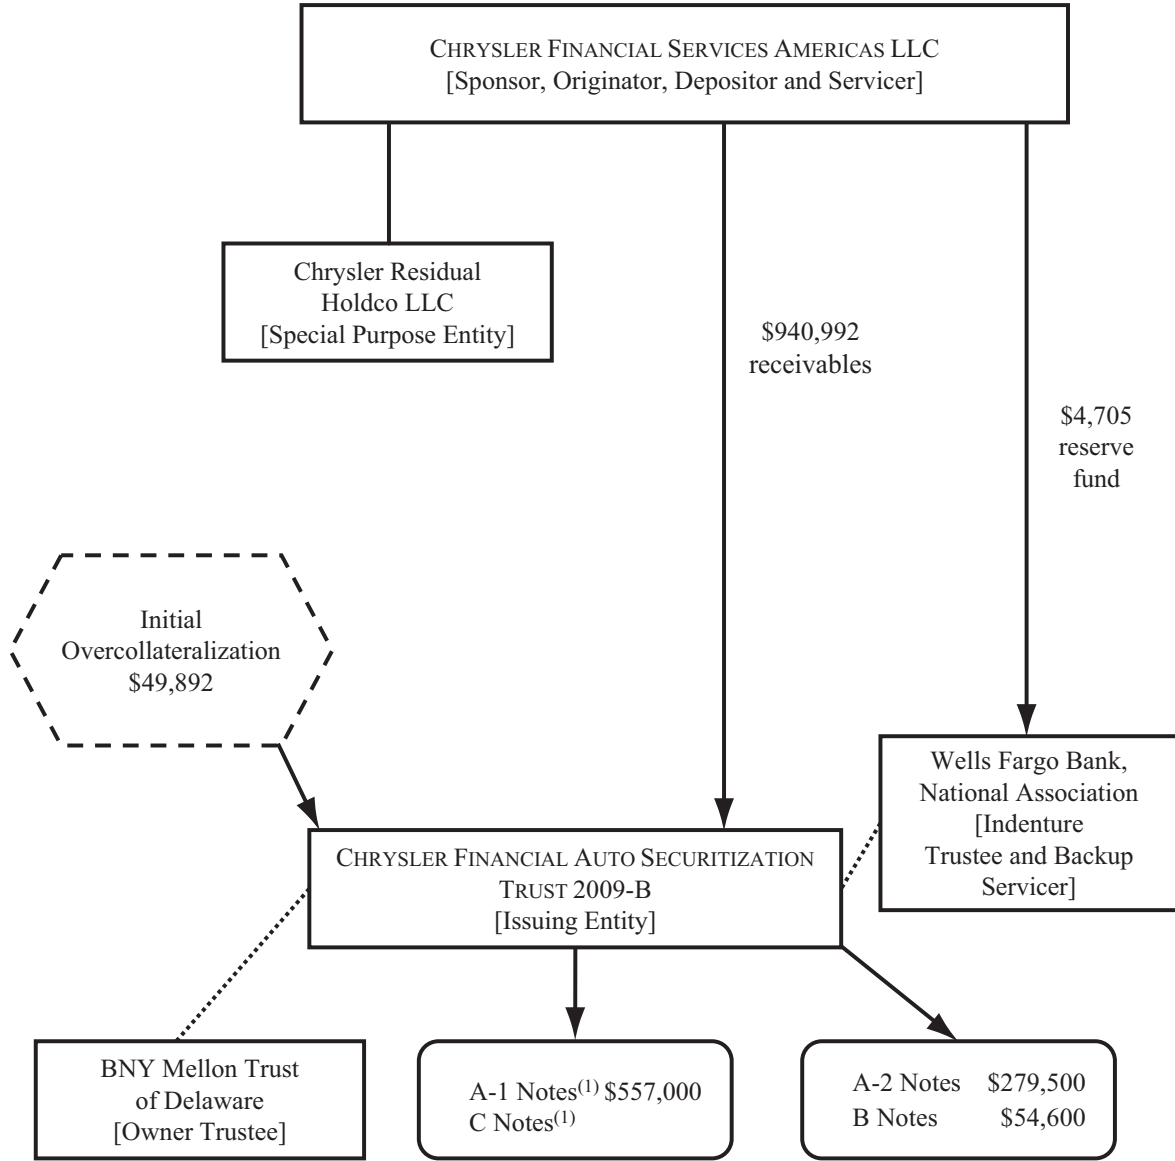 CHRYSLER FINANCIAL SERVICES AMERICAS LLC
[Sponsor, Originator, Depositor and Servicer]
Chrysler Residual
Holdco LLC
[Special Purpose Entity]
$940,992
receivables
$4,705
reserve
fund
Initial
Overcollateralization
$49,892
Wells Fargo Bank,
National Association
[Indenture
Trustee and Backup
Servicer]
CHRYSLER FINANCIAL AUTO SECURITIZATION
TRUST 2009-B
[Issuing Entity]
BNY Mellon Trust
of Delaware
[Owner Trustee]
A-1 Notes(1) $557,000
C Notes(1)
A-2 Notes $279,500
B Notes $54,600